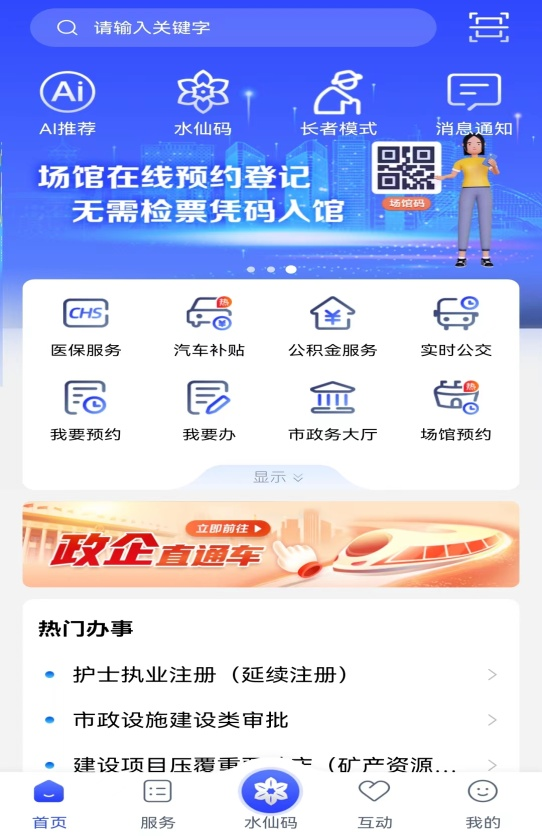 请输入关键字
Ai
AI推荐
水仙码
长者模式
消息通知
场馆在线预约登记
无需检票凭码入馆
场馆码
CHS
热
医保服务
汽车补贴
公积金服务
实时公交
热
我要预约
我要办
市政务大厅
场馆预约
显示
立即前往
政企直通车
热门办事
护士执业注册（延续注册）
市政设施建设类审批
建设项目压覆重要（矿产资源...
首页
服务
水仙码
互动
我的